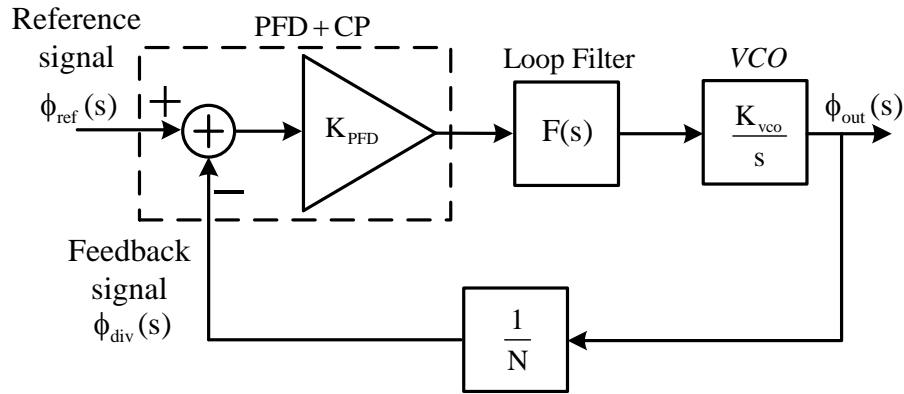 PFD + CP
Reference
signal
ϕref (s)
+
+
−
KPFD
Loop Filter
F(s)
VCO
Kvco
s
ϕout (s)
Feedback
signal
ϕdiv (s)
1
N